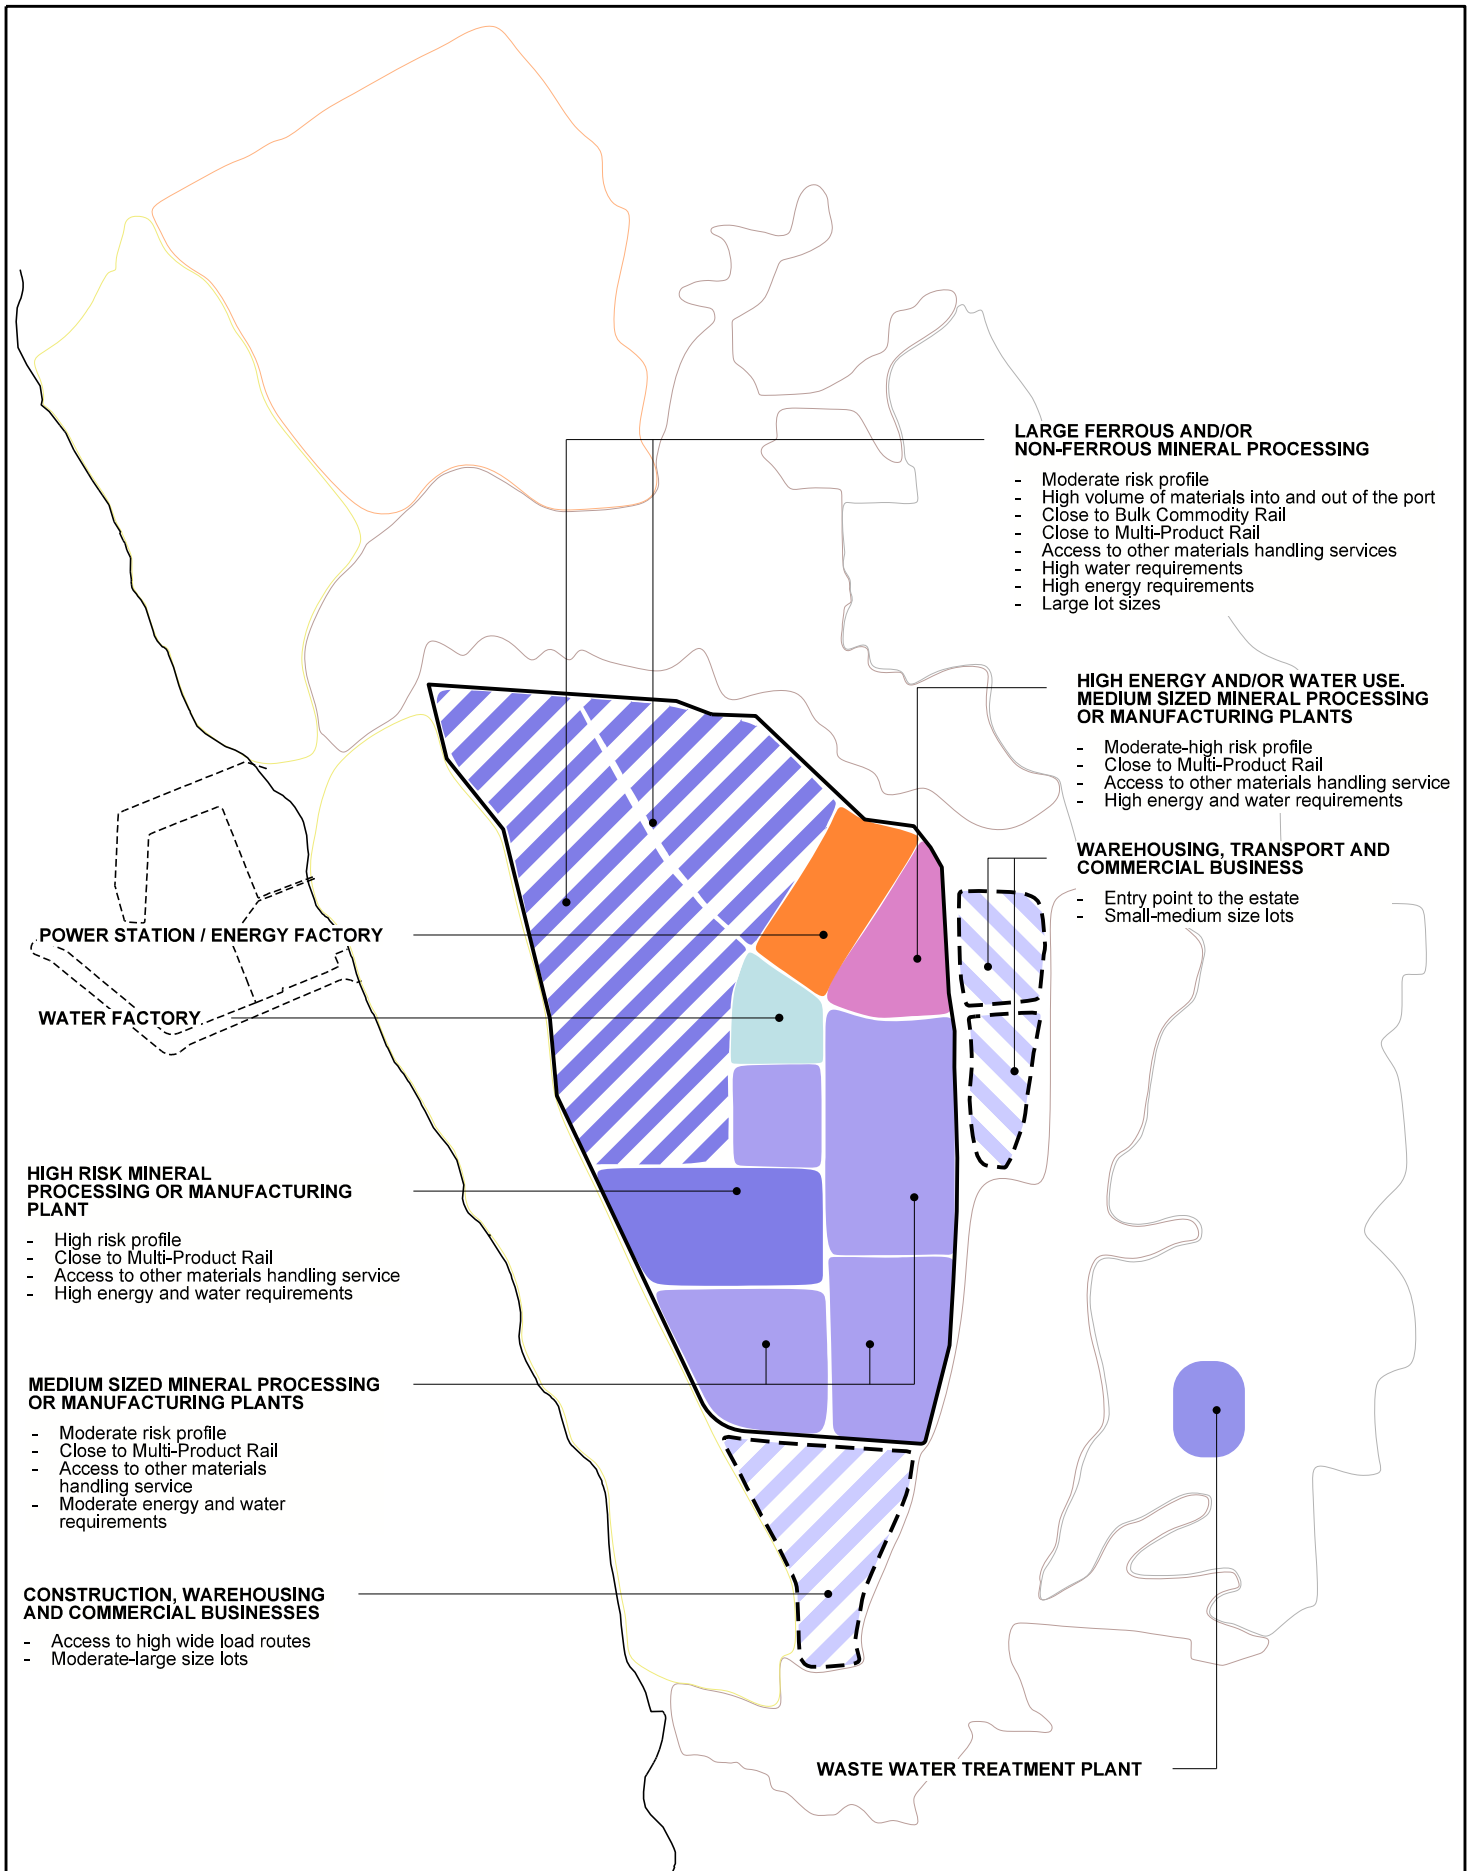 LARGE FERROUS AND/OR
NON-FERROUS MINERAL PROCESSING
- Moderate risk profile
- High volume of materials into and out of the port
- Close to Bulk Commodity Rail
- Close to Multi-Product Rail
- Access to other materials handling services
- High water requirements
- High energy requirements
- Large lot sizes
HIGH ENERGY AND/OR WATER USE.
MEDIUM SIZED MINERAL PROCESSING
OR MANUFACTURING PLANTS
- Moderate-high risk profile
- Close to Multi-Product Rail
- Access to other materials handling service
- High energy and water requirements
WAREHOUSING, TRANSPORT AND
COMMERCIAL BUSINESS
- Entry point to the estate
- Small-medium size lots
POWER STATION / ENERGY FACTORY
WATER FACTORY
HIGH RISK MINERAL
PROCESSING OR MANUFACTURING
PLANT
- High risk profile
- Close to Multi-Product Rail
- Access to other materials handling service
- High energy and water requirements
MEDIUM SIZED MINERAL PROCESSING
OR MANUFACTURING PLANTS
- Moderate risk profile
- Close to Multi-Product Rail
- Access to other materials
handling service
- Moderate energy and water
requirements
CONSTRUCTION, WAREHOUSING
AND COMMERCIAL BUSINESSES
- Access to high wide load routes
- Moderate-large size lots
WASTE WATER TREATMENT PLANT